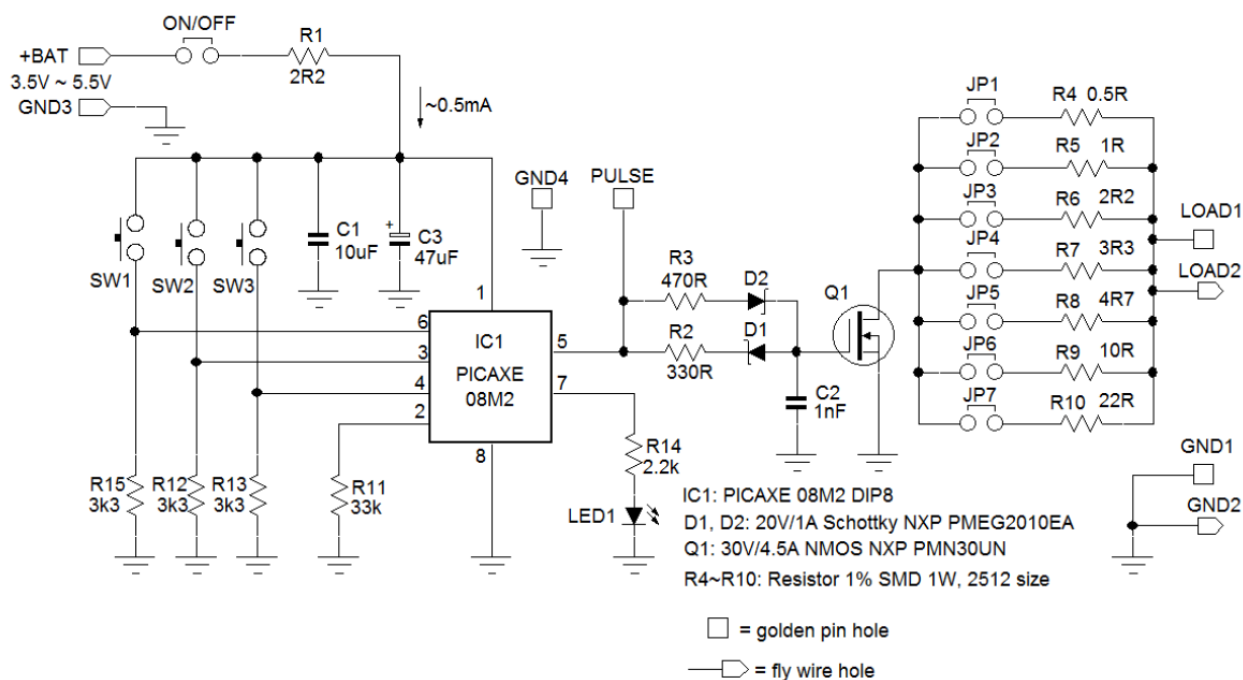 ON/OFF
R1
+BAT
2R2
3.5V ~ 5.5V
GND3
~0.5mA
GND4
PULSE
JP1
R4 0.5R
JP2
R5 1R
JP3
R6 2R2
LOAD1
JP4
R7 3R3
LOAD2
JP5
R8 4R7
JP6
R9 10R
JP7
R10 22R
SW1
SW2
SW3
C1
10uF
+
C3
47uF
R3
470R
D2
Q1
R2
330R
D1
C2
1nF
1
6
3
4
2
8
5
7
IC1
PICAXE
08M2
R15
3k3
R12
3k3
R13
3k3
R11
33k
R14
2.2k
LED1
GND1
GND2
IC1: PICAXE 08M2 DIP8
D1, D2: 20V/1A Schottky NXP PMEG2010EA
Q1: 30V/4.5A NMOS NXP PMN30UN
R4~R10: Resistor 1% SMD 1W, 2512 size
= golden pin hole
= fly wire hole